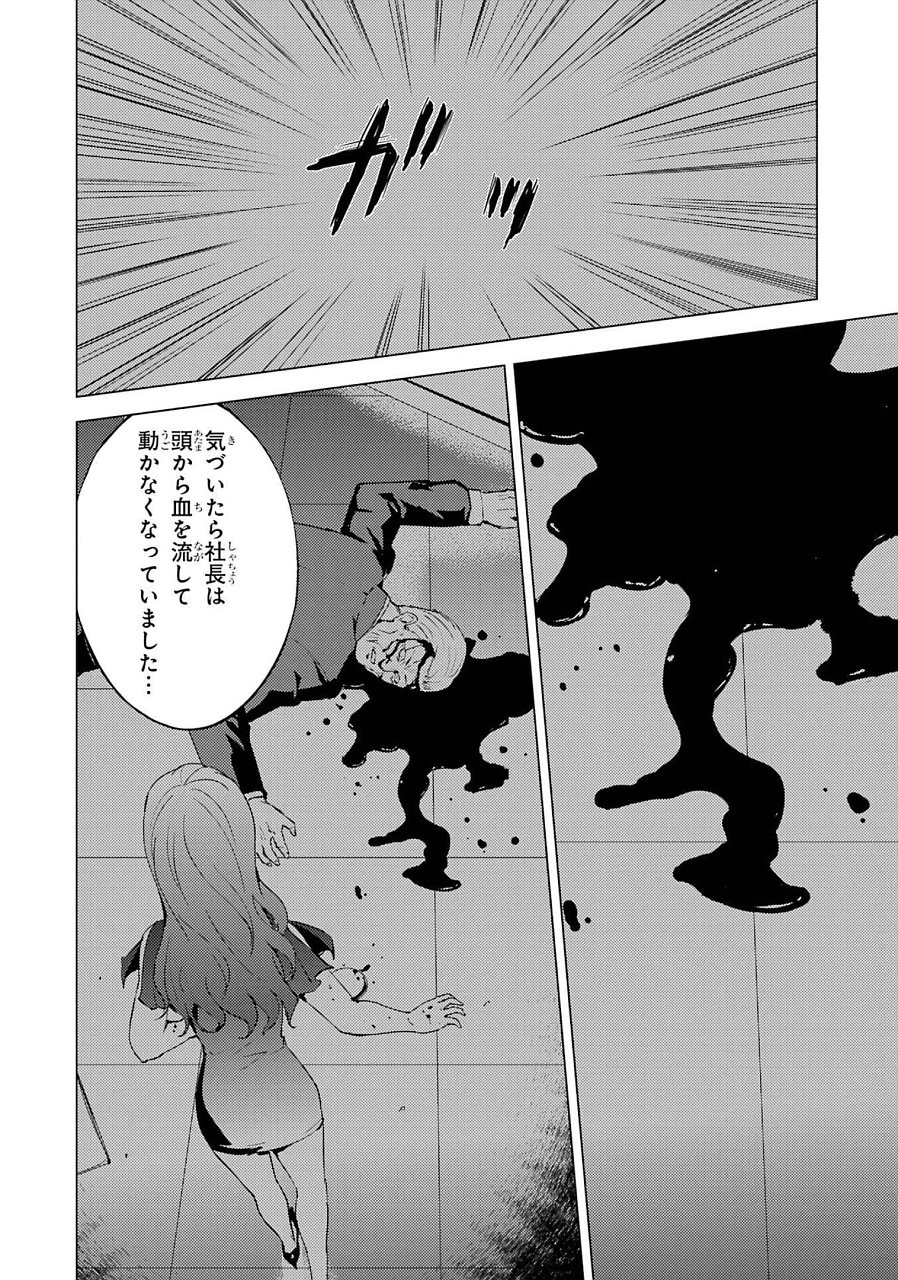 ガッ
気づいたら社長は
頭から血を流して
動かなくなっていました…